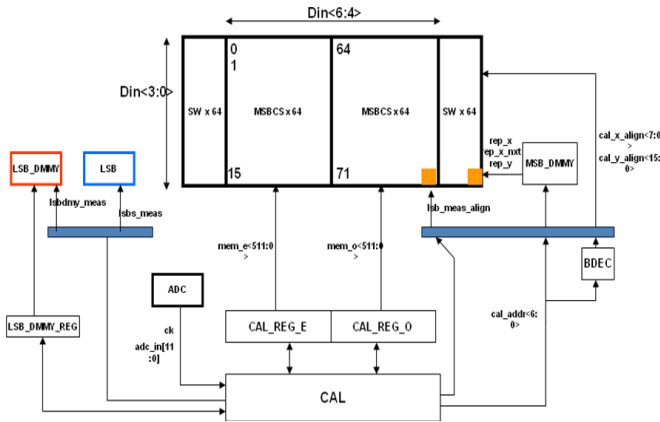 Din<6:4>
Din<3:0>
0
1
15
64
71
SW x 64
MSBCS x 64
MSBCS x 64
SW x 64
LSB_DMMY
LSB
lsbdmy_meas
lsbs_meas
rep_x
rep_x_nxt
rep_y
MSB_DMMY
cal_x_align<7:0
>
cal_y_align<15:
0>
lsb_meas_align
mem_e<511:0
>
mem_o<511:0
>
BDEC
ADC
ck
adc_in[11
:0]
cal_addr<6:
0>
LSB_DMMY_REG
CAL_REG_E
CAL_REG_O
CAL